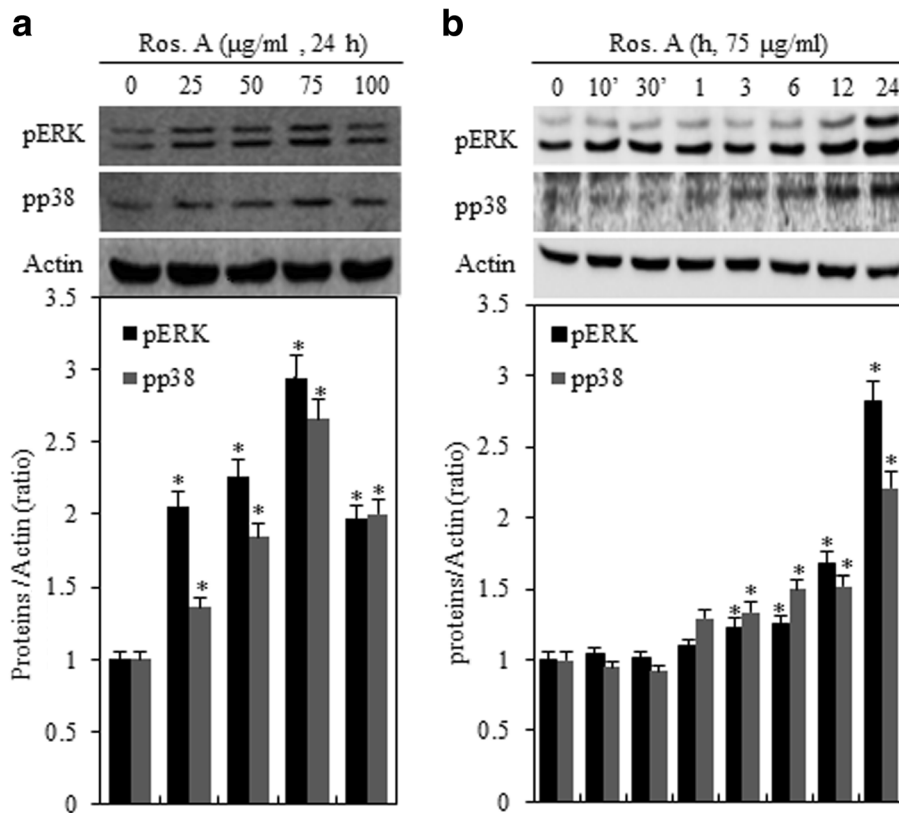 a
Ros. A (µg/ml , 24 h)
0 25 50 75 100
pERK
pp38
Actin
3.5
3
2.5
2
1.5
1
0.5
0
Proteins /Actin (ratio)
pERK
pp38
* * * * * * * *
b
Ros. A (h, 75 µg/ml)
0 10’ 30’ 1 3 6 12 24
pERK
pp38
Actin
3.5
3
2.5
2
1.5
1
0.5
0
proteins/Actin (ratio)
pERK
pp38
* * * * * * * *